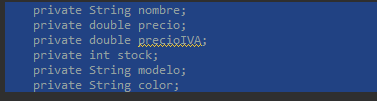 private String nombre;
private double precio;
private double precioIVA;
private int stock;
private String modelo;
private String color;